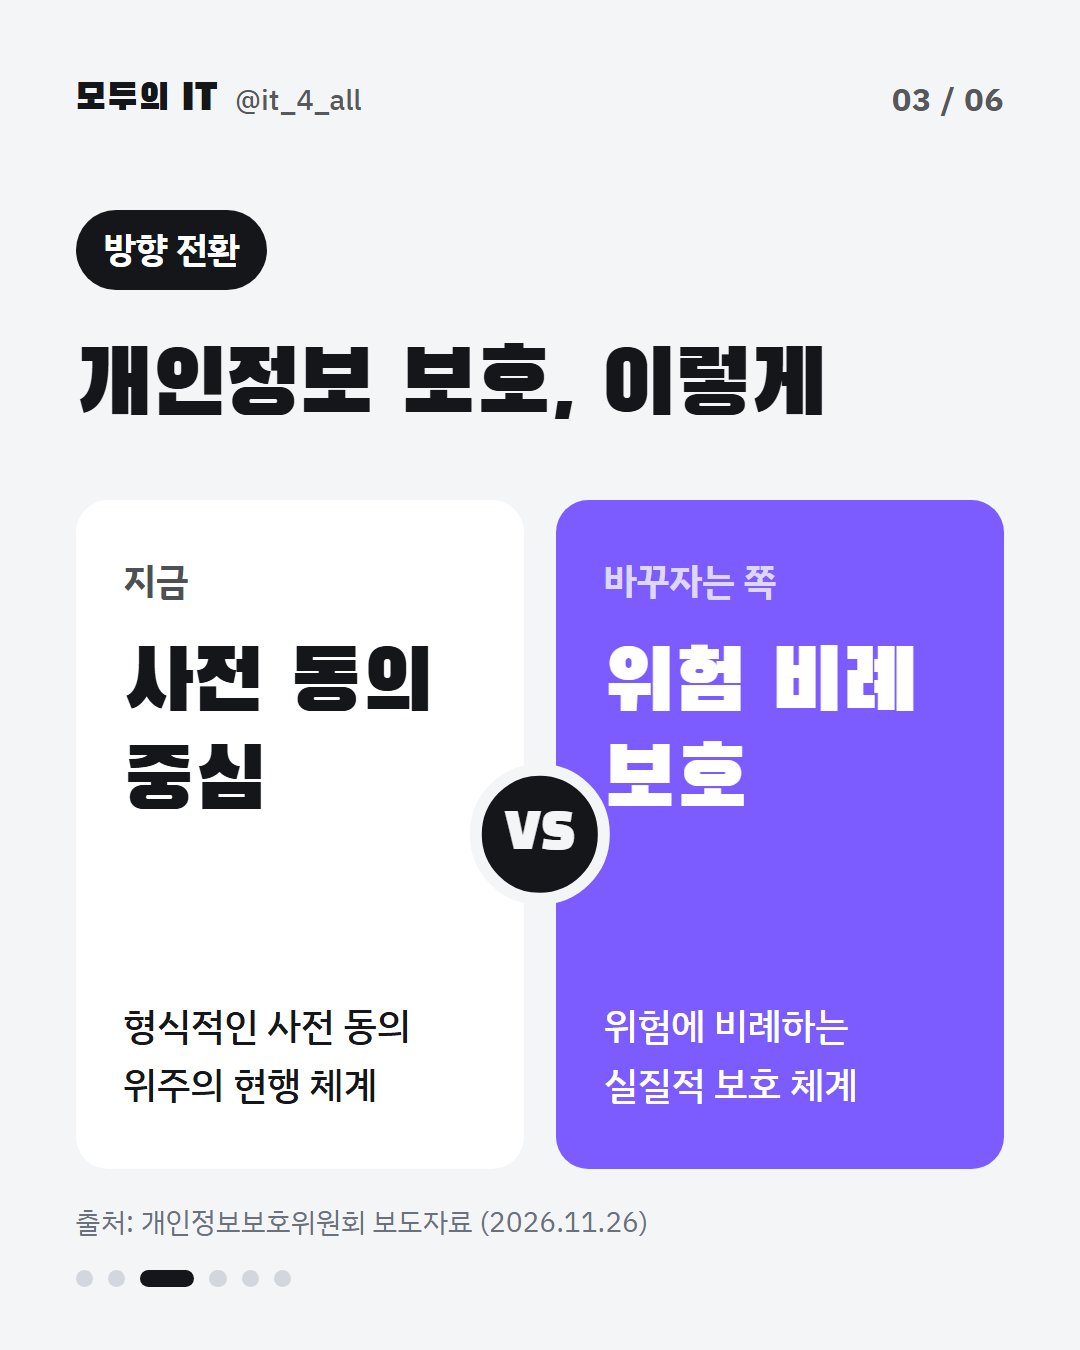 모두의 IT @it_4_all
03 / 06
방향 전환
개인정보 보호, 이렇게
지금
사전 동의
중심
형식적인 사전 동의
위주의 현행 체계
VS
바꾸자는 쪽
위험 비례
보호
위험에 비례하는
실질적 보호 체계
출처: 개인정보보호위원회 보도자료 (2026.11.26)